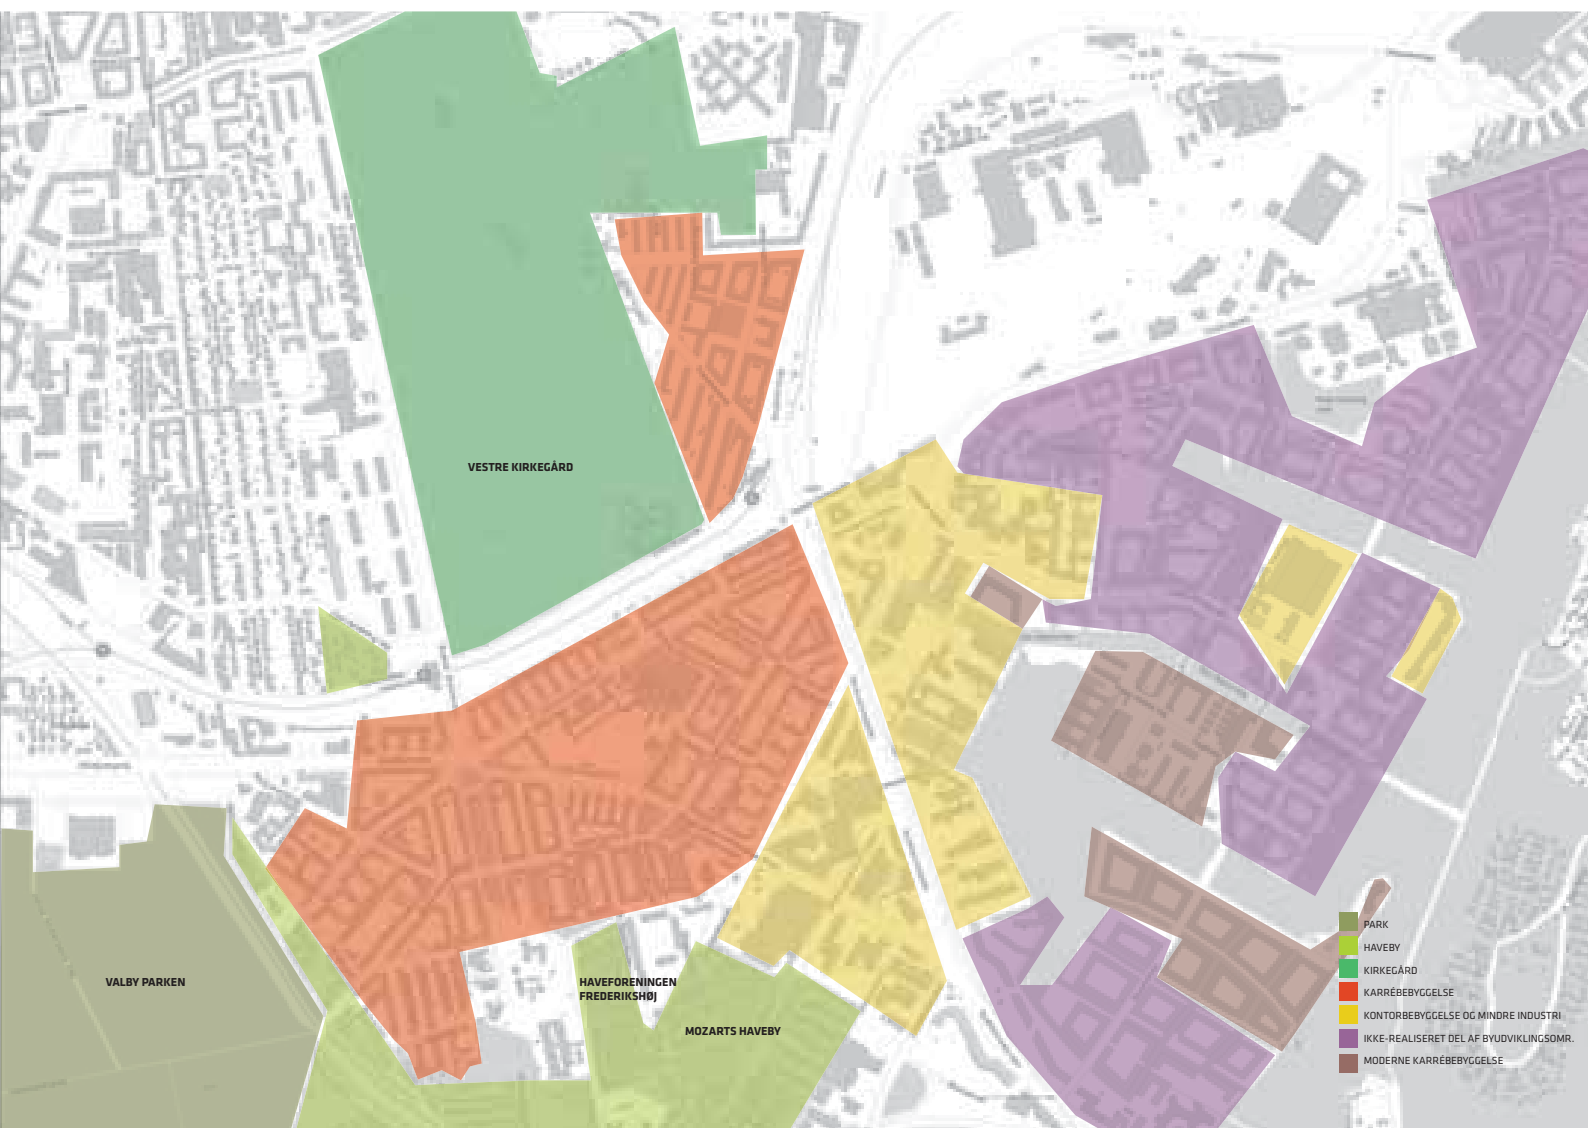 VESTRE KIRKEGÅRD
VALBY PARKEN
HAVEFORENINGEN
FREDERIKSHØJ
MOZARTS HAVEBY
PARK
HAVEBY
KIRKEGÅRD
KARRÉBEBYGGELSE
KONTORBEBYGGELSE OG MINDRE INDUSTRI
IKKE-REALISERET DEL AF BYUDVIKLINGSOMR.
MODERNE KARRÉBEBYGGELSE